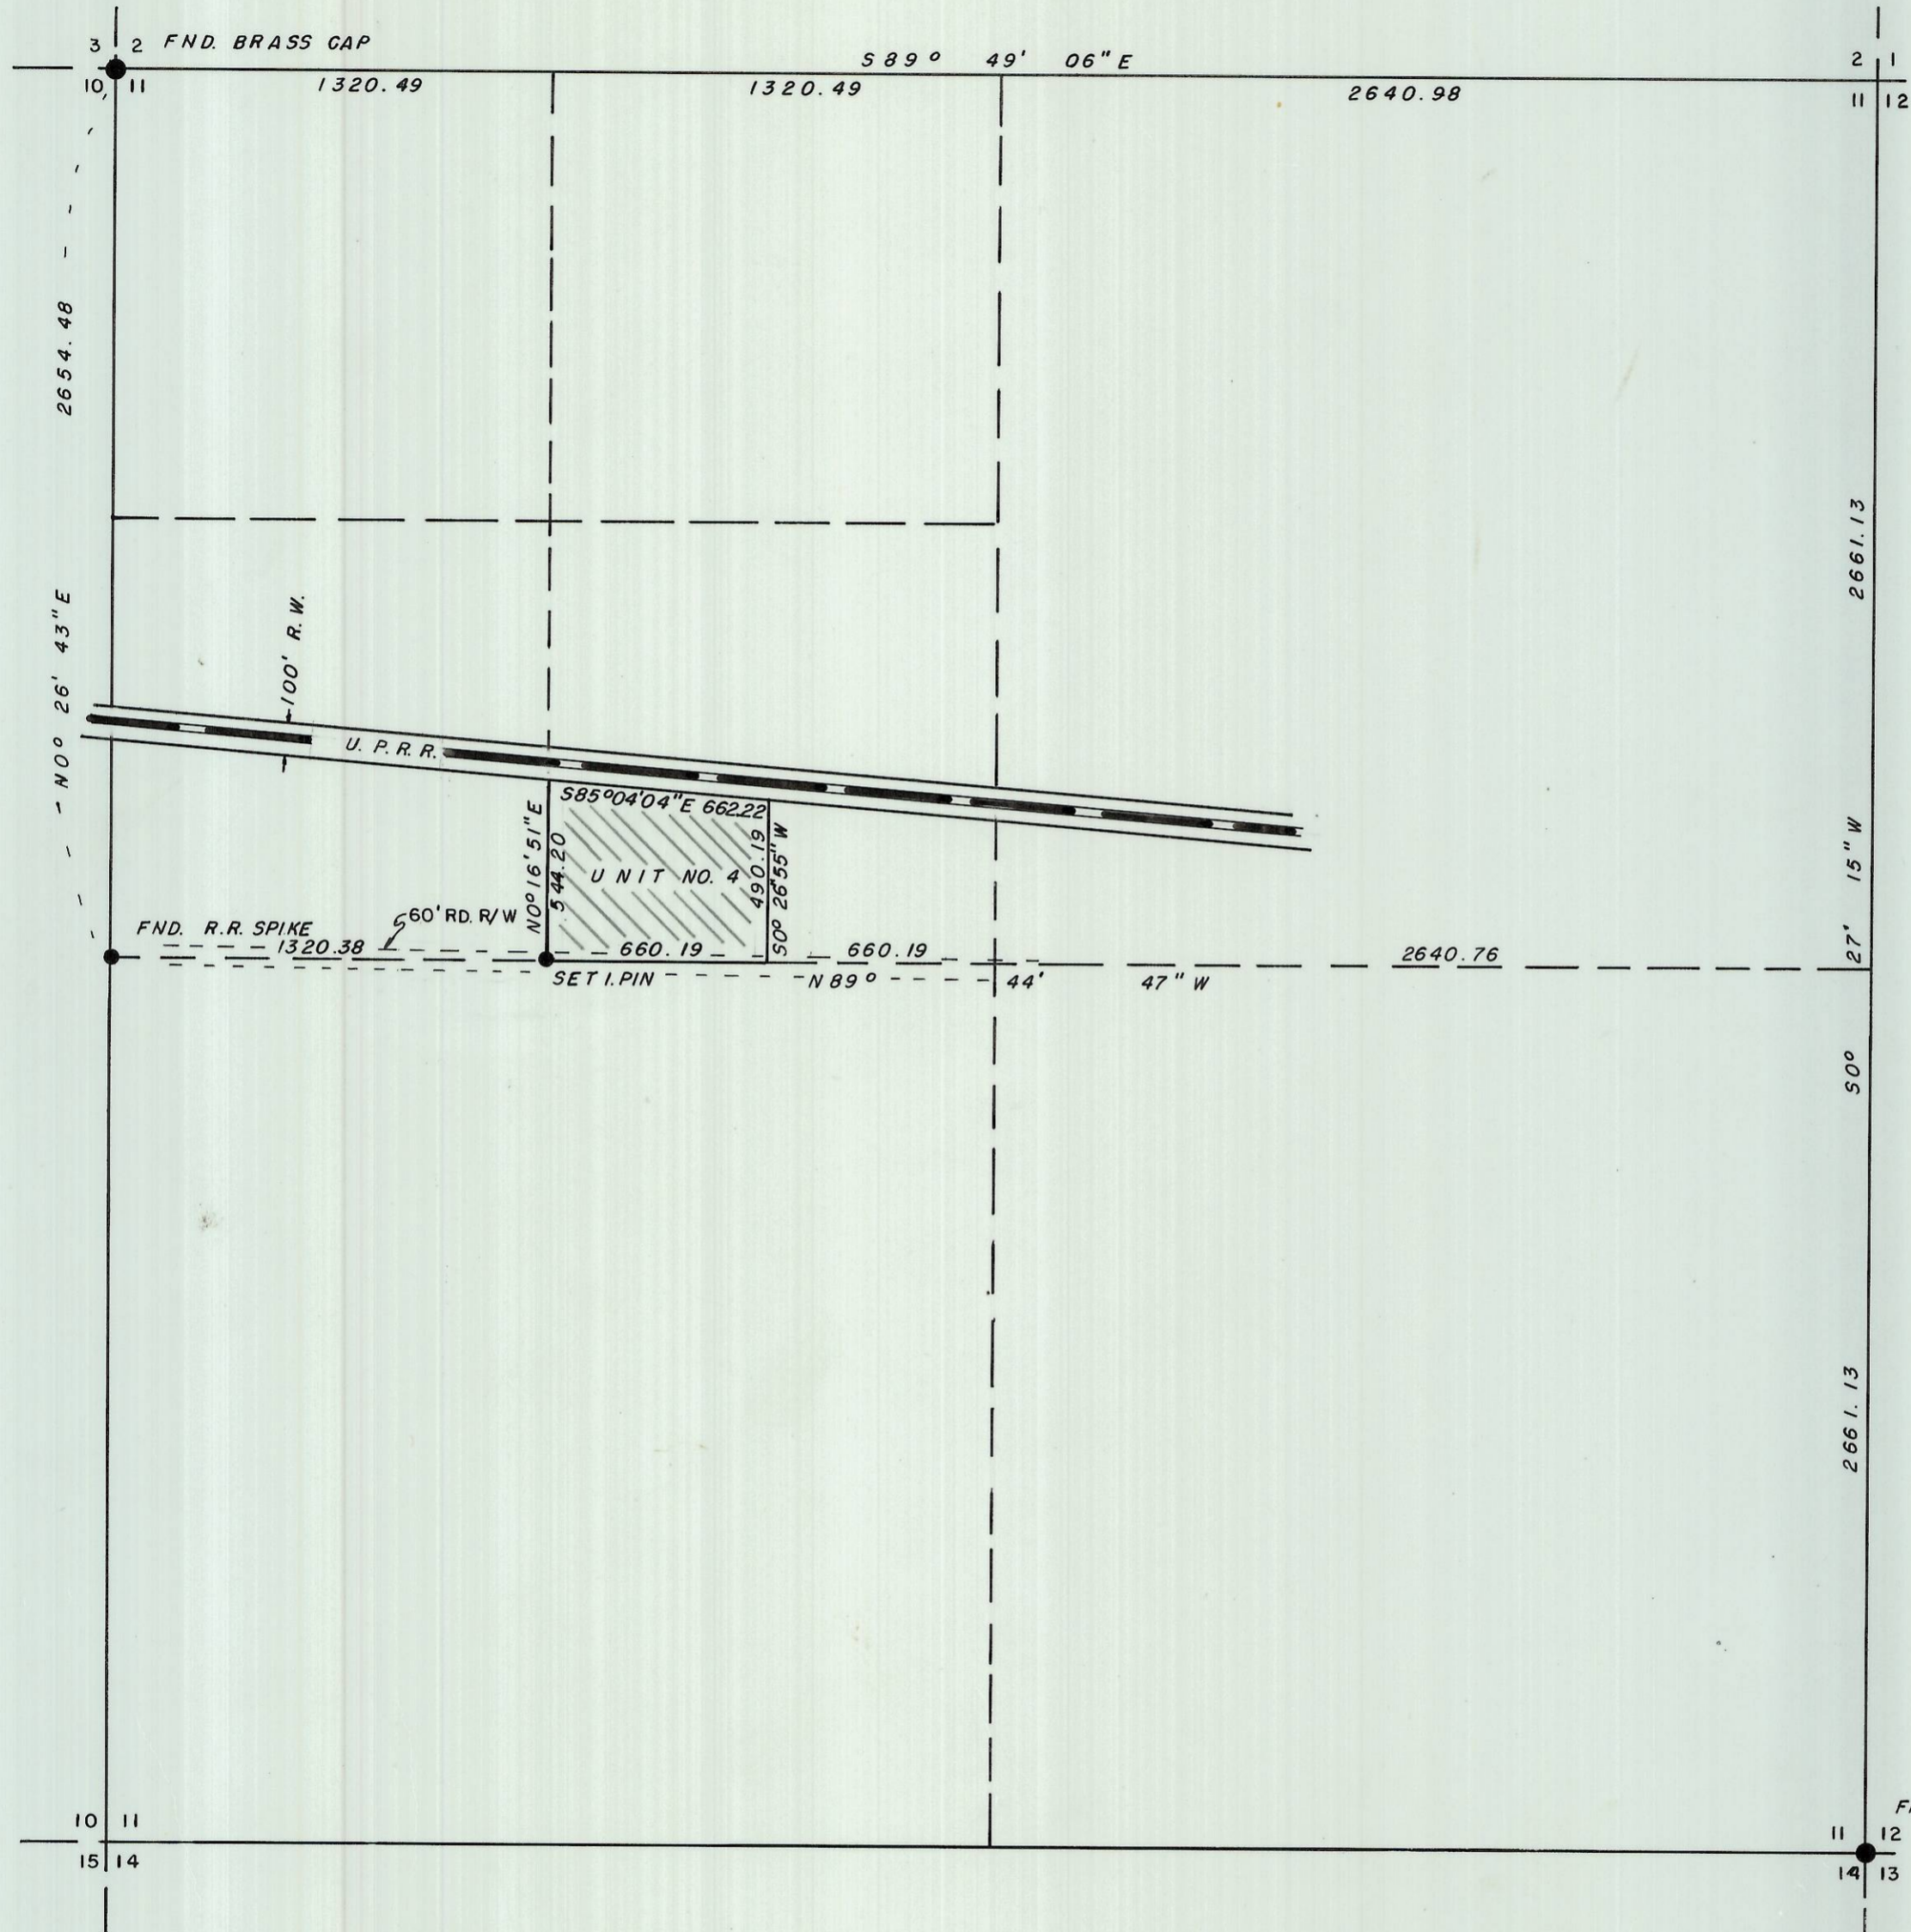 3 2 FND. BRASS CAP
S 89° 49' 06" E
2 1
10, 11
1320.49
1320.49
2640.98
11 12
2654.48
N0° 26' 43" E
100' R.W.
2661.13
U. P. R. R.
S85°04'04"E 662.22
N0°16'51"E
544.20
UNIT NO. 4
490.19
S0° 26'55" W
S0° 27' 15" W
60' RD. R/W
FND. R.R. SPIKE
1320.38
660.19
660.19
2640.76
SET I. PIN
N 89° 44' 47" W
2661.13
10 11
15 14
11 12
14 13